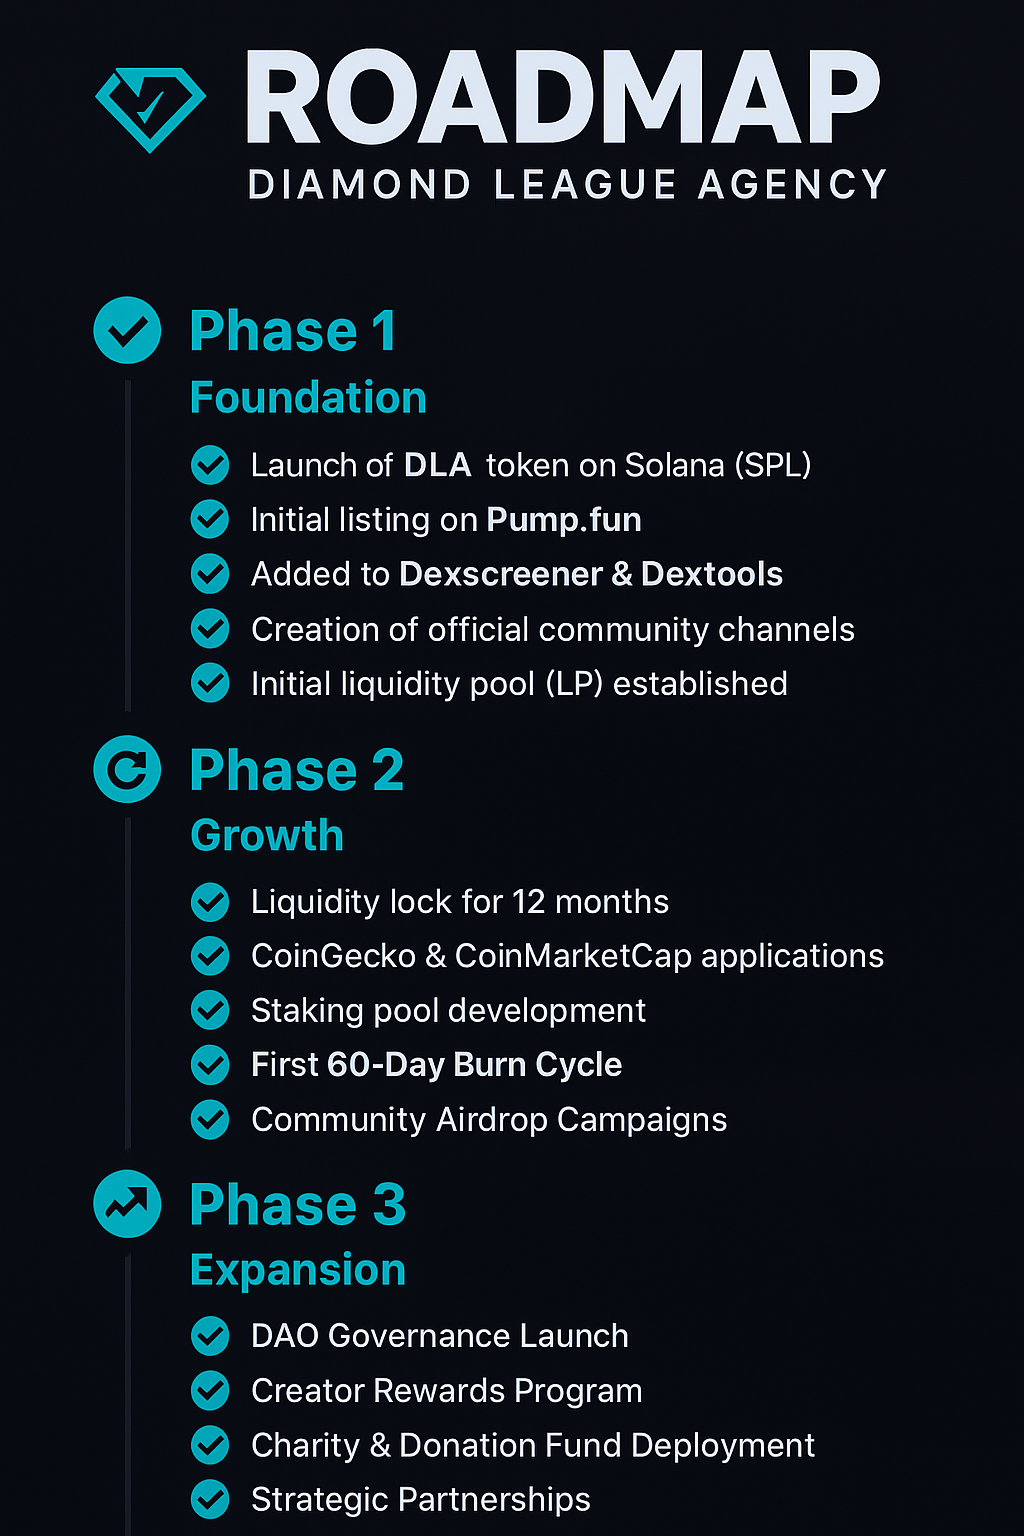 ROADMAP
DIAMOND LEAGUE AGENCY
Phase 1
Foundation
Launch of DLA token on Solana (SPL)
Initial listing on Pump.fun
Added to Dexscreener & Dextools
Creation of official community channels
Initial liquidity pool (LP) established
Phase 2
Growth
Liquidity lock for 12 months
CoinGecko & CoinMarketCap applications
Staking pool development
First 60-Day Burn Cycle
Community Airdrop Campaigns
Phase 3
Expansion
DAO Governance Launch
Creator Rewards Program
Charity & Donation Fund Deployment
Strategic Partnerships